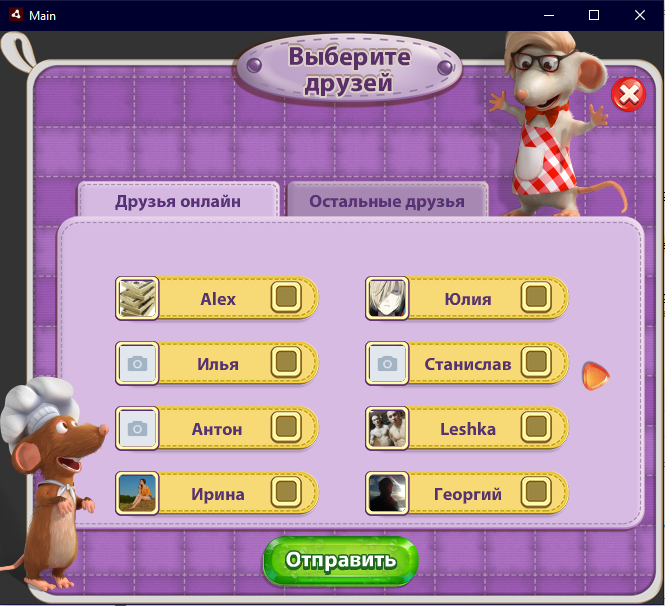 Main
Выберите
друзей
Друзья онлайн
Остальные друзья
Alex
Юлия
Илья
Станислав
Антон
Leshka
Ирина
Георгий
Отправить